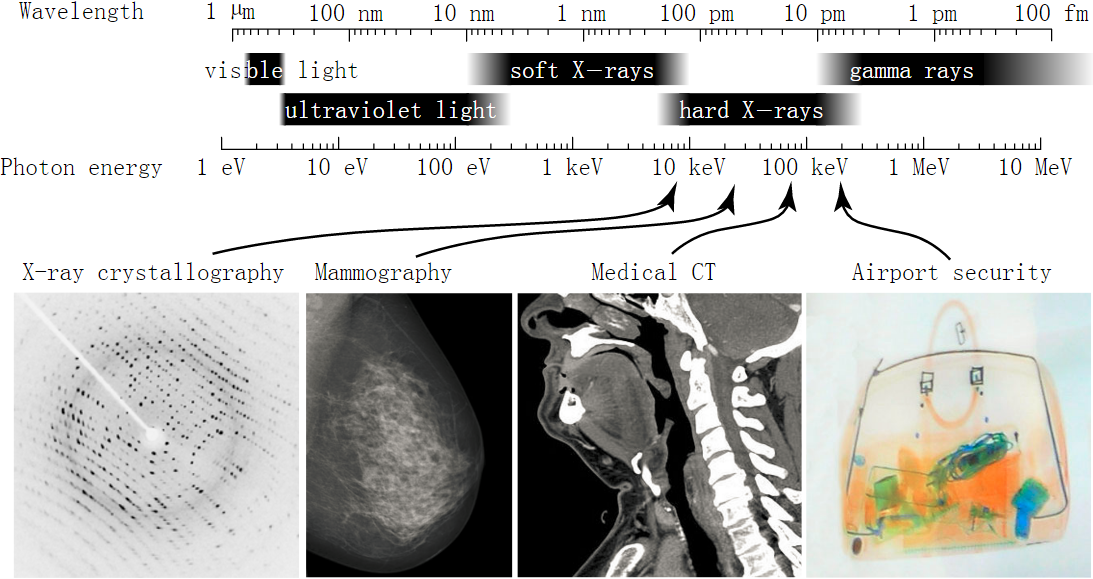 Wavelength 1 μm 100 nm 10 nm 1 nm 100 pm 10 pm 1 pm 100 fm
visible light soft X-rays gamma rays
ultraviolet light hard X-rays
Photon energy 1 eV 10 eV 100 eV 1 keV 10 keV 100 keV 1 MeV 10 MeV
X-ray crystallography Mammography Medical CT Airport security